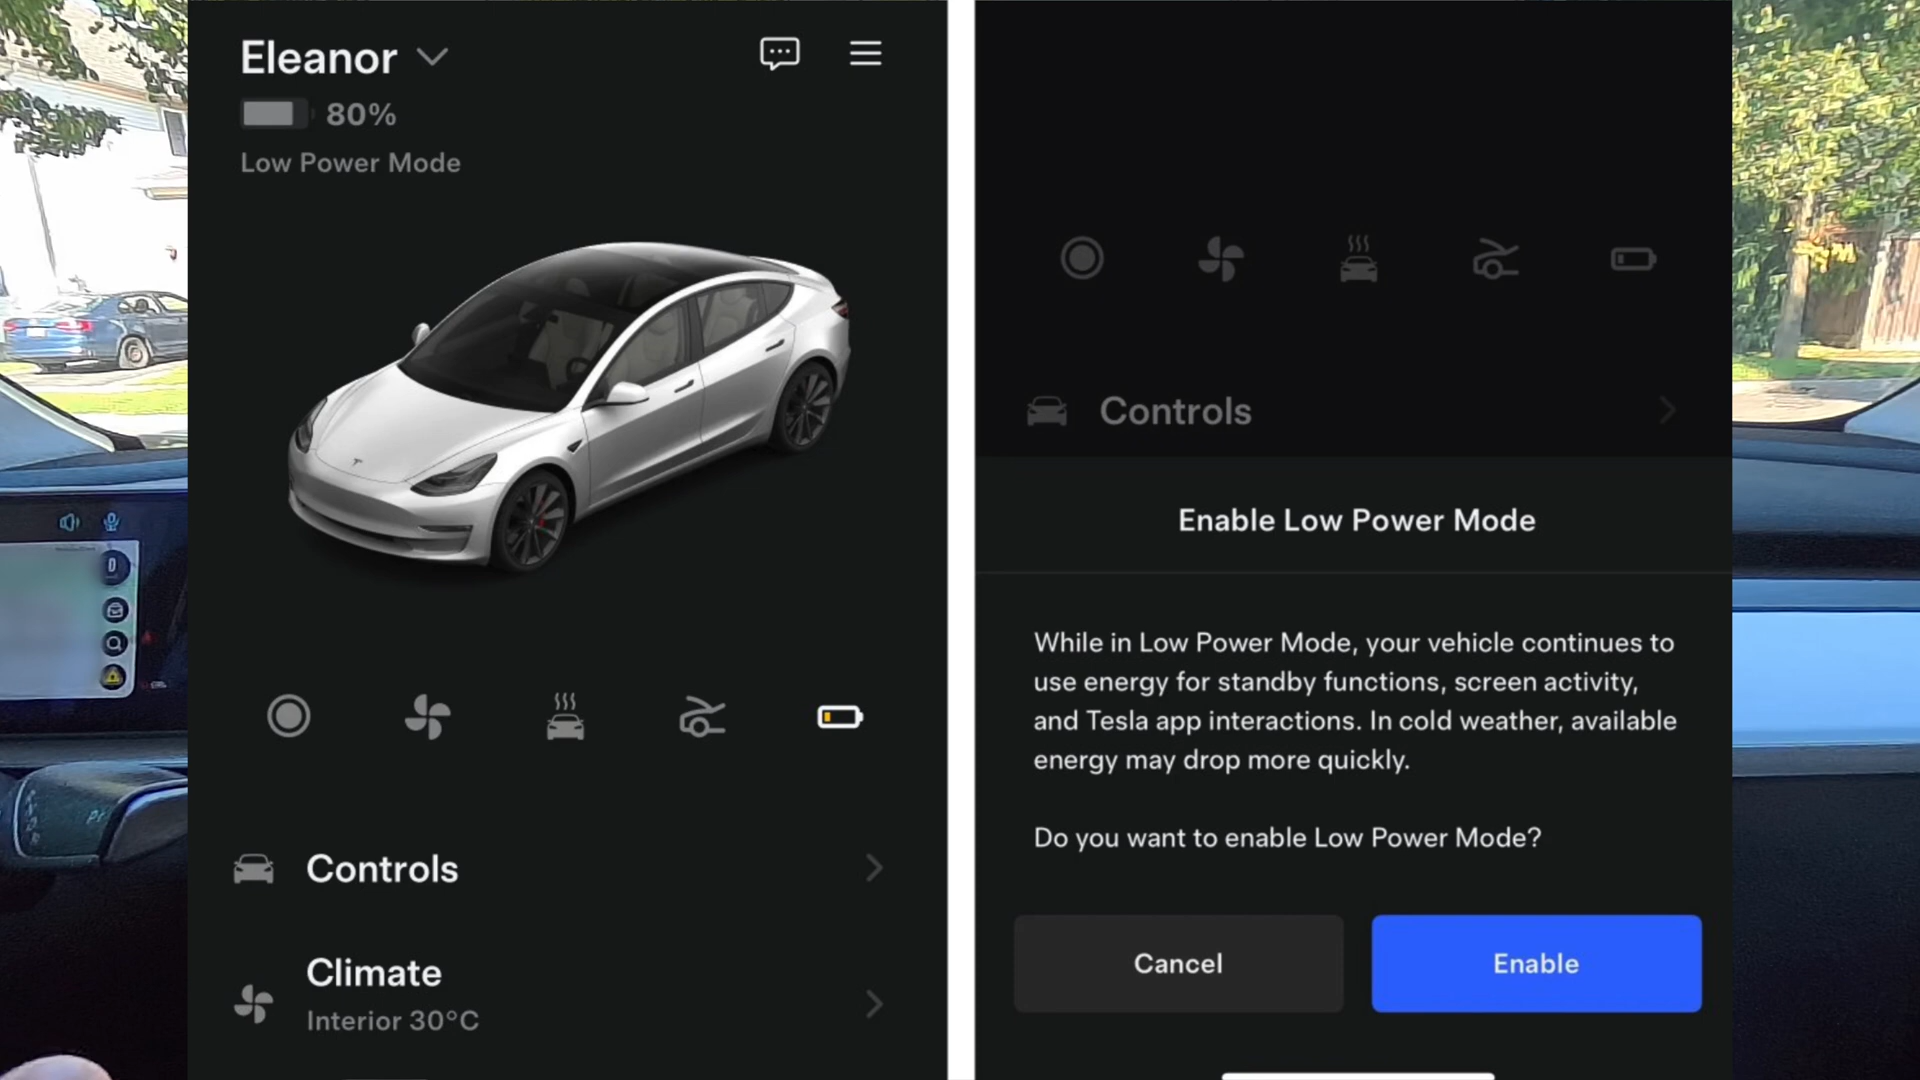 Eleanor
80%
Low Power Mode
Controls
Climate
Interior 30°C
Controls
Enable Low Power Mode
While in Low Power Mode, your vehicle continues to
use energy for standby functions, screen activity,
and Tesla app interactions. In cold weather, available
energy may drop more quickly.
Do you want to enable Low Power Mode?
Cancel
Enable